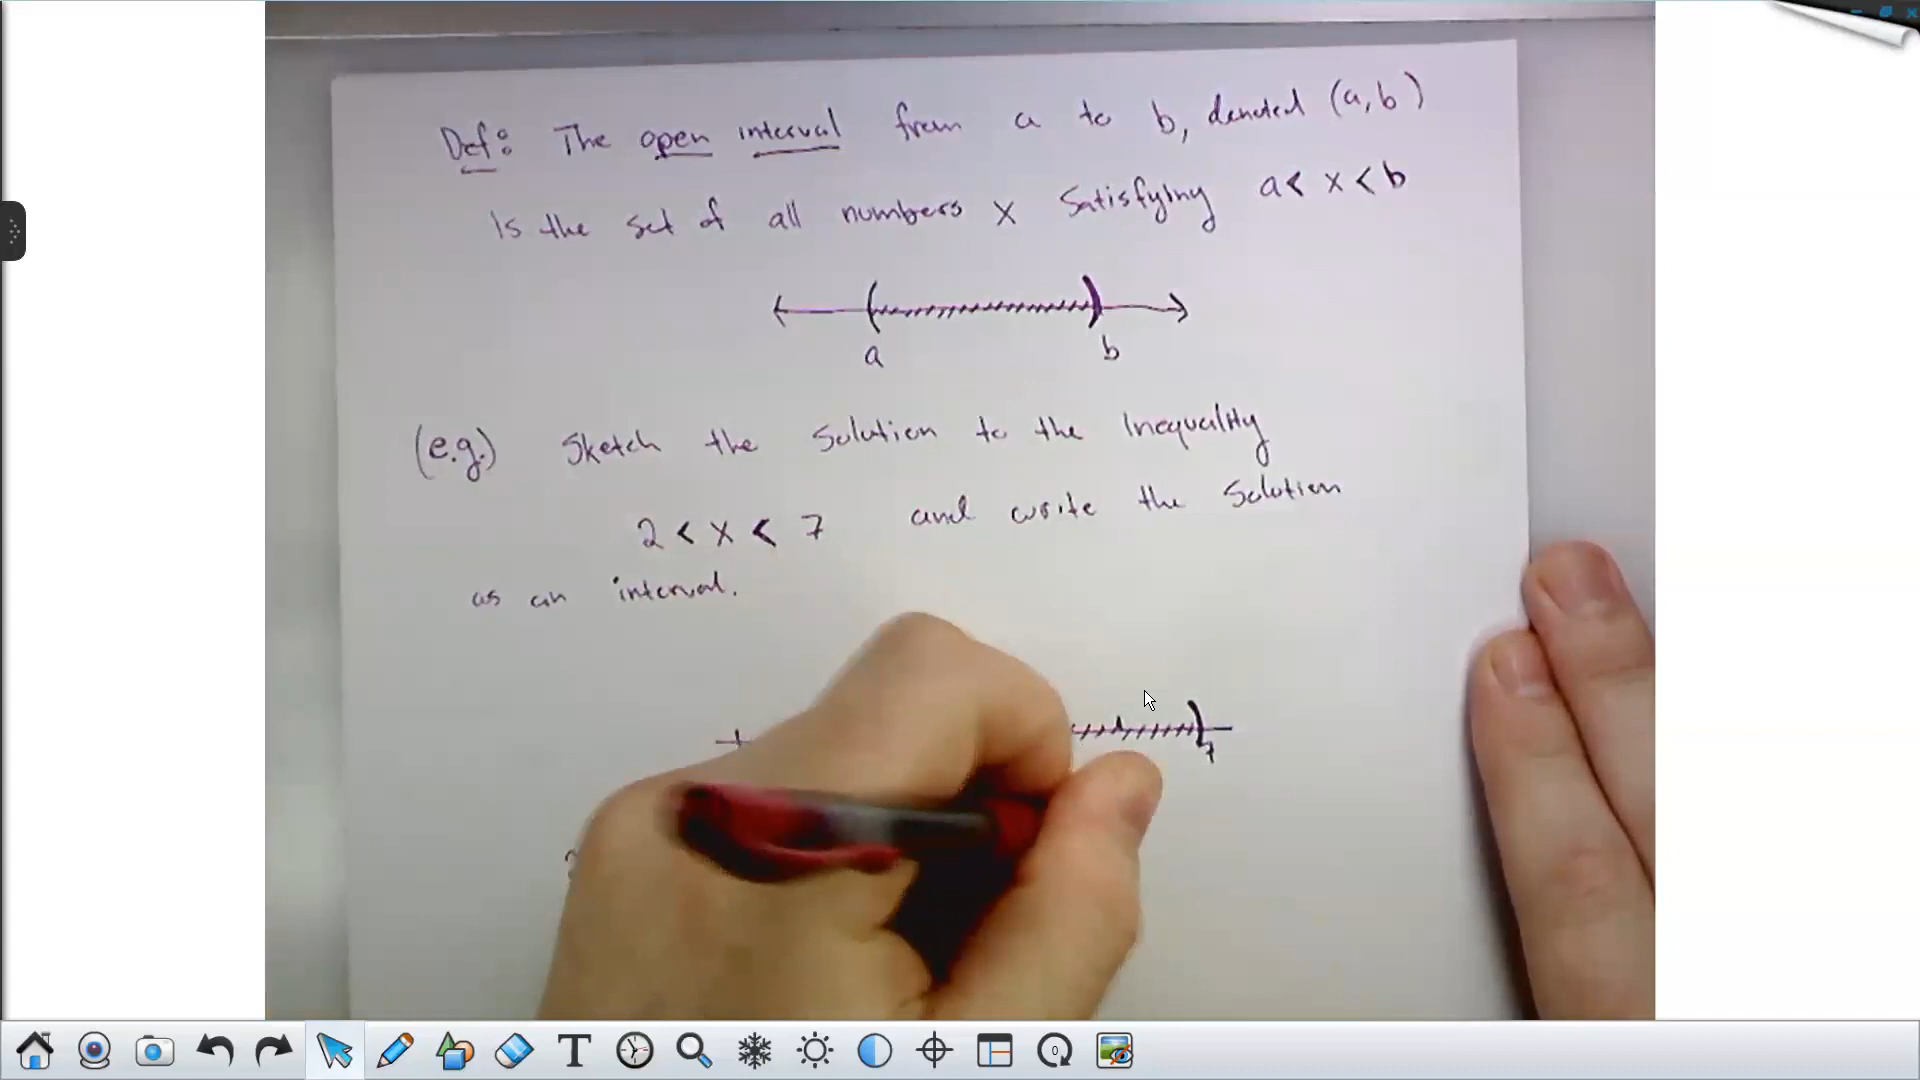 Def: The open interval from a to b, denoted (a,b)
is the set of all numbers x satisfying a < x < b
a b
(e.g.) Sketch the solution to the inequality
2 < x < 7 and write the solution
as an interval.
7
T
0